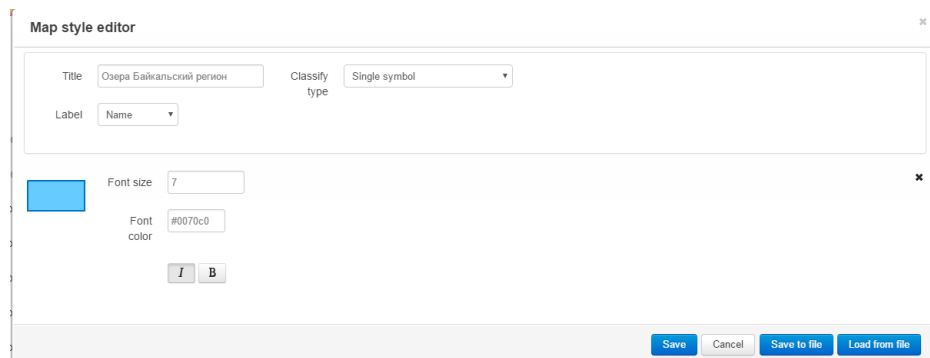 Map style editor
Title Озера Байкальский регион Classify type Single symbol
Label Name
Font size 7
Font color #0070c0
I B
Save Cancel Save to file Load from file